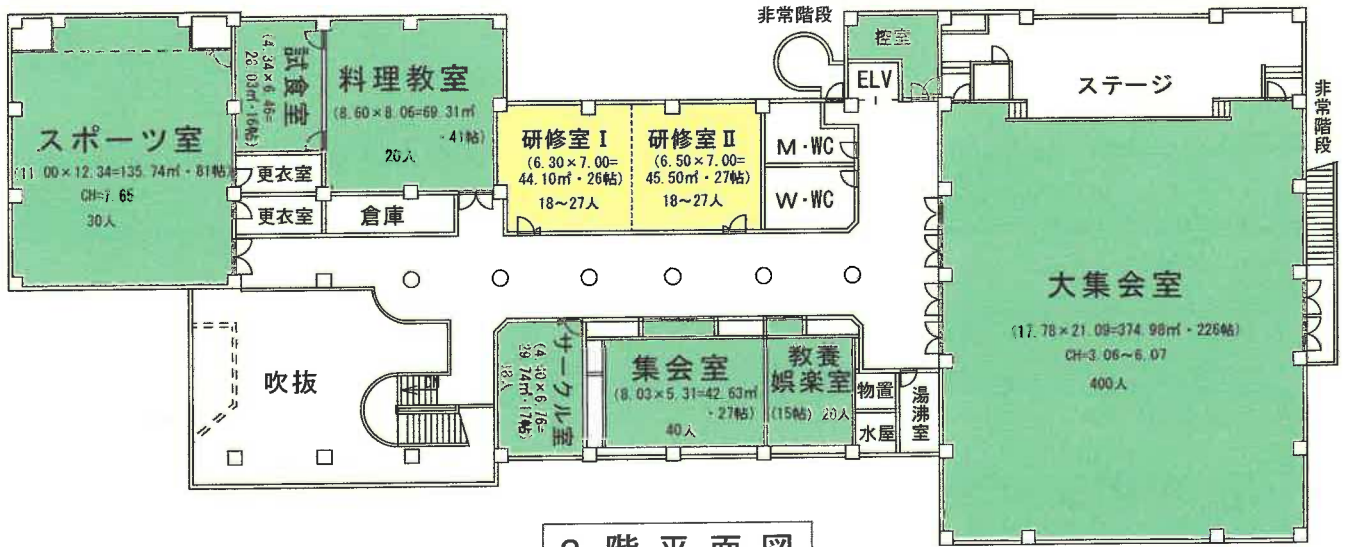 非常階段
控室
ELV
ステージ
非常階段
スポーツ室
(11.00×12.34=135.74㎡・81帖)
CH=7.65
30人
試食室
(4.34×6.46=
28.03㎡・16帖)
料理教室
(8.60×8.06=69.31㎡
・41帖)
20人
更衣室
更衣室
倉庫
研修室Ⅰ
(6.30×7.00=
44.10㎡・26帖)
18～27人
研修室Ⅱ
(6.50×7.00=
45.50㎡・27帖)
18～27人
M・WC
W・WC
大集会室
(17.78×21.09=374.98㎡・226帖)
CH=3.06～6.07
400人
吹抜
DN
サークル室
(4.40×6.76=
29.74㎡・17帖)
18人
集会室
(8.03×5.31=42.63㎡
・27帖)
40人
教養
娯楽室
(15帖) 20人
物置
水屋
湯沸室
階平面図